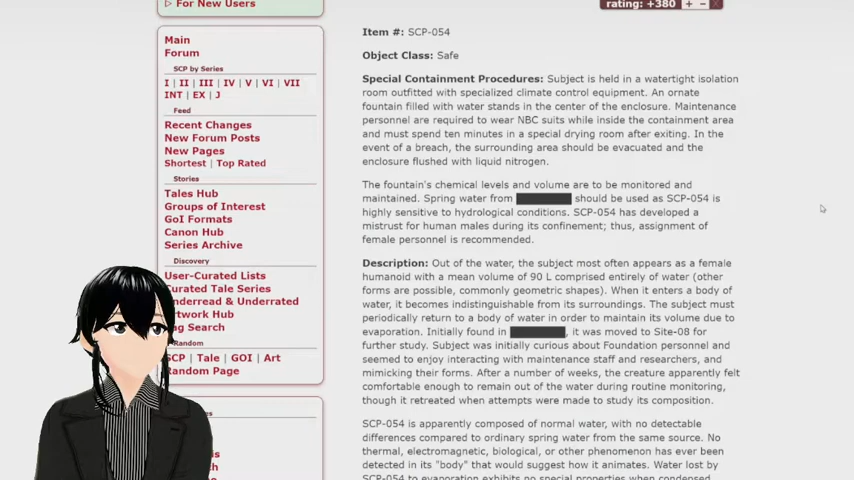 ▷ For New Users
rating: +380 + − x
Main
Forum
SCP by Series
I | II | III | IV | V | VI | VII
INT | EX | J
Feed
Recent Changes
New Forum Posts
New Pages
Shortest | Top Rated
Stories
Tales Hub
Groups of Interest
GoI Formats
Canon Hub
Series Archive
Discovery
User-Curated Lists
Curated Tale Series
Underread & Underrated
Artwork Hub
Tag Search
Random
SCP | Tale | GOI | Art
Random Page
Item #: SCP-054
Object Class: Safe
Special Containment Procedures: Subject is held in a watertight isolation
room outfitted with specialized climate control equipment. An ornate
fountain filled with water stands in the center of the enclosure. Maintenance
personnel are required to wear NBC suits while inside the containment area
and must spend ten minutes in a special drying room after exiting. In the
event of a breach, the surrounding area should be evacuated and the
enclosure flushed with liquid nitrogen.
The fountain's chemical levels and volume are to be monitored and
maintained. Spring water from should be used as SCP-054 is
highly sensitive to hydrological conditions. SCP-054 has developed a
mistrust for human males during its confinement; thus, assignment of
female personnel is recommended.
Description: Out of the water, the subject most often appears as a female
humanoid with a mean volume of 90 L comprised entirely of water (other
forms are possible, commonly geometric shapes). When it enters a body of
water, it becomes indistinguishable from its surroundings. The subject must
periodically return to a body of water in order to maintain its volume due to
evaporation. Initially found in , it was moved to Site-08 for
further study. Subject was initially curious about Foundation personnel and
seemed to enjoy interacting with maintenance staff and researchers, and
mimicking their forms. After a number of weeks, the creature apparently felt
comfortable enough to remain out of the water during routine monitoring,
though it retreated when attempts were made to study its composition.
SCP-054 is apparently composed of normal water, with no detectable
differences compared to ordinary spring water from the same source. No
thermal, electromagnetic, biological, or other phenomenon has ever been
detected in its "body" that would suggest how it animates. Water lost by
SCP-054 to evaporation exhibits no special properties when condensed